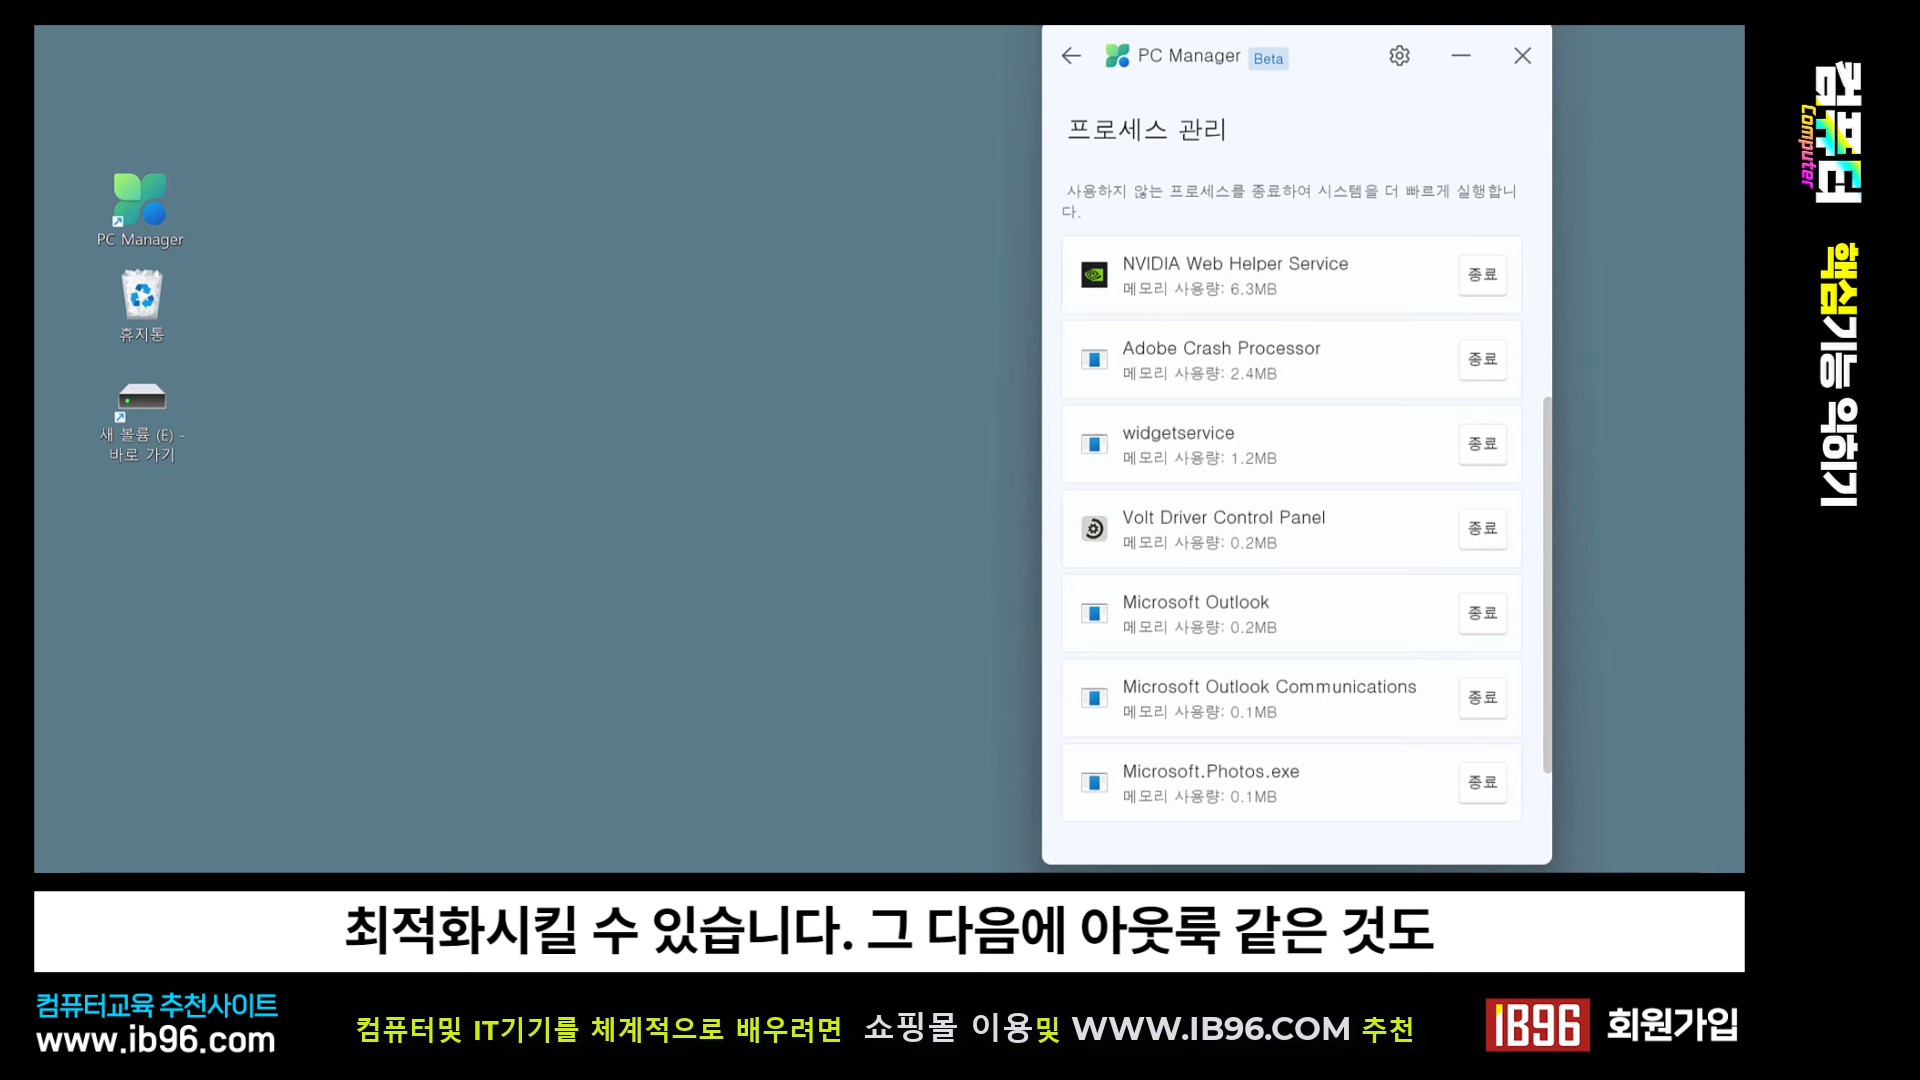 PC Manager
휴지통
새 볼륨 (E) -
바로 가기
PC Manager Beta
프로세스 관리
사용하지 않는 프로세스를 종료하여 시스템을 더 빠르게 실행합니
다.
NVIDIA Web Helper Service
메모리 사용량: 6.3MB
종료
Adobe Crash Processor
메모리 사용량: 2.4MB
종료
widgetservice
메모리 사용량: 1.2MB
종료
Volt Driver Control Panel
메모리 사용량: 0.2MB
종료
Microsoft Outlook
메모리 사용량: 0.2MB
종료
Microsoft Outlook Communications
메모리 사용량: 0.1MB
종료
Microsoft.Photos.exe
메모리 사용량: 0.1MB
종료
컴퓨터 핵심기능 익히기
Computer
최적화시킬 수 있습니다. 그 다음에 아웃룩 같은 것도
컴퓨터교육 추천사이트
www.ib96.com
컴퓨터및 IT기기를 체계적으로 배우려면 쇼핑몰 이용및 WWW.IB96.COM 추천
IB96 회원가입